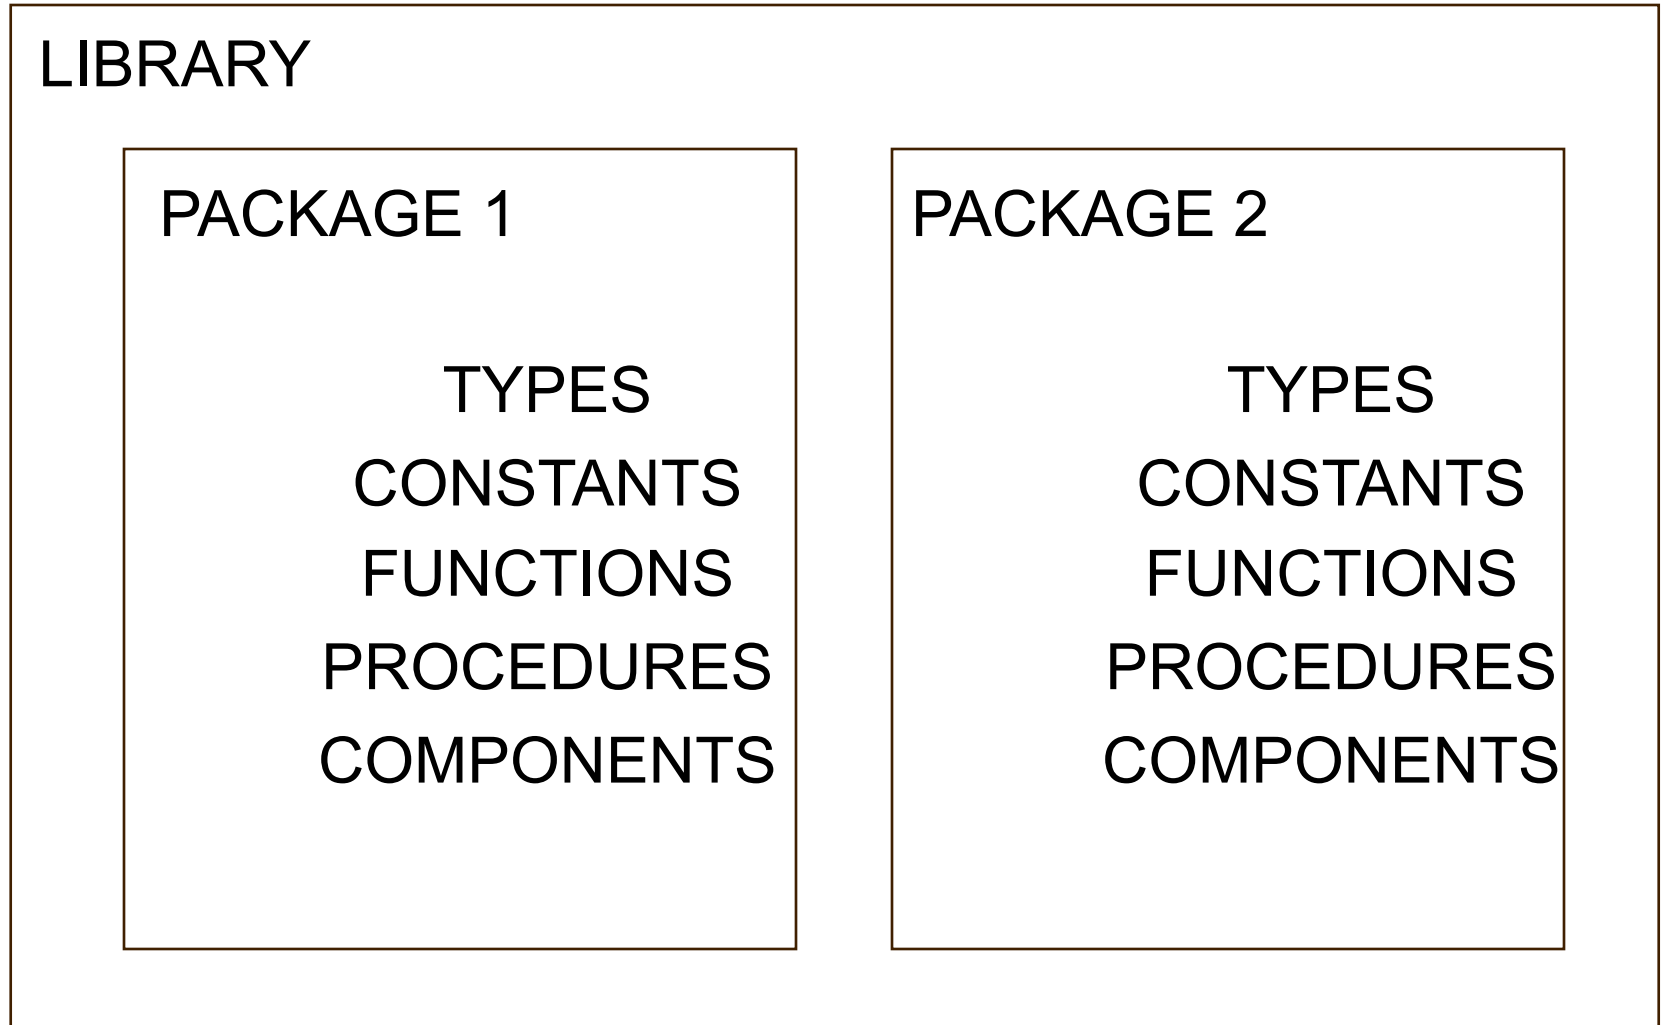 LIBRARY
PACKAGE 1
TYPES
CONSTANTS
FUNCTIONS
PROCEDURES
COMPONENTS
PACKAGE 2
TYPES
CONSTANTS
FUNCTIONS
PROCEDURES
COMPONENTS